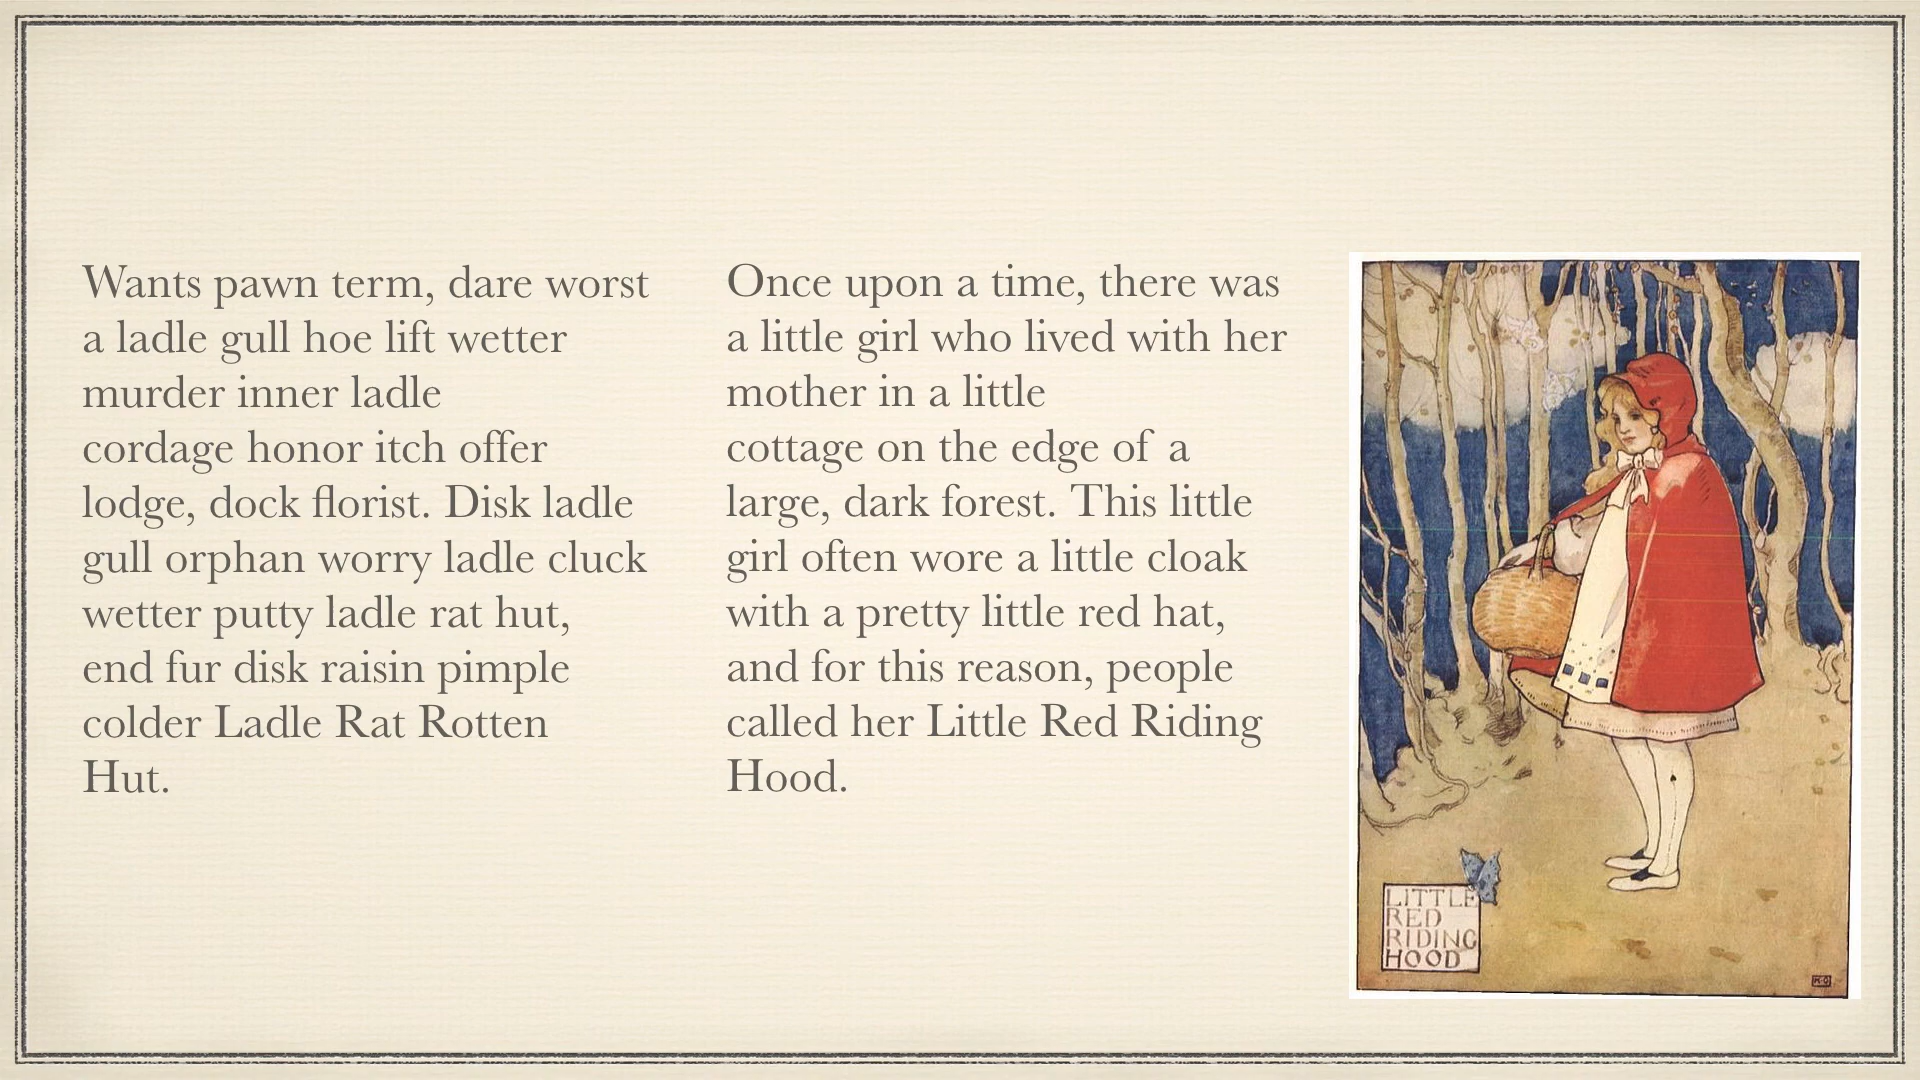 Wants pawn term, dare worst
a ladle gull hoe lift wetter
murder inner ladle
cordage honor itch offer
lodge, dock florist. Disk ladle
gull orphan worry ladle cluck
wetter putty ladle rat hut,
end fur disk raisin pimple
colder Ladle Rat Rotten
Hut.
Once upon a time, there was
a little girl who lived with her
mother in a little
cottage on the edge of a
large, dark forest. This little
girl often wore a little cloak
with a pretty little red hat,
and for this reason, people
called her Little Red Riding
Hood.
LITTLE
RED
RIDING
HOOD